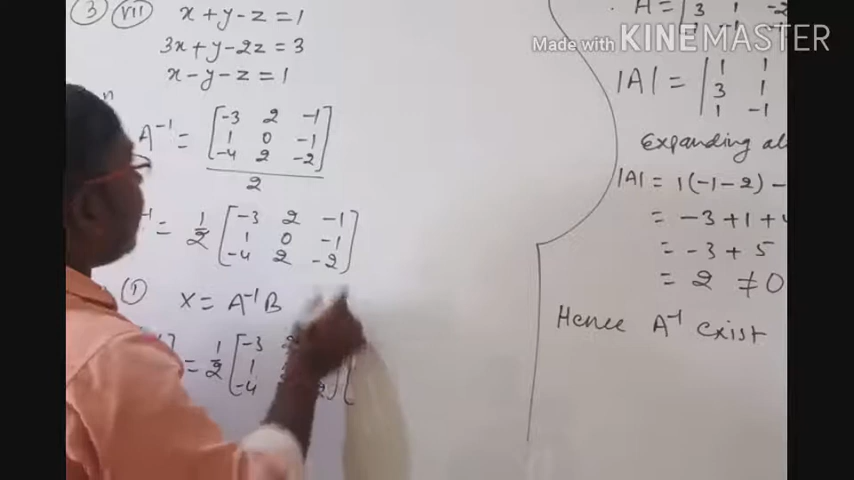 3 VII x + y - z = 1
3x + y - 2z = 3
x - y - z = 1
A⁻¹ = [-3 2 -1
1 0 -1
-4 2 -2]
2
⁻¹ = 1/2 [-3 2 -1
1 0 -1
-4 2 -2]
① X = A⁻¹B
= 1/2 [-3
1
-4
3 1 -2
Made with KINEMASTER
|A| = | 1 1
3 1
1 -1
Expanding
|A| = 1(-1-2) -
= -3+1+
= -3+5
= 2 ≠ 0
Hence A⁻¹ exist